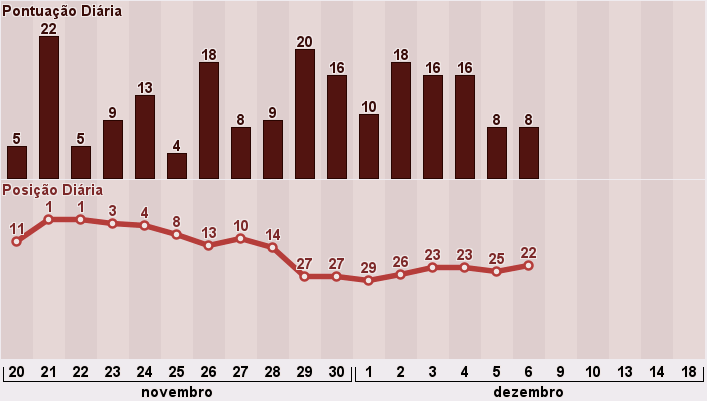 Pontuação Diária
5 22 5 9 13 4 18 8 9 20 16 10 18 16 16 8 8
Posição Diária
11 1 1 3 4 8 13 10 14 27 27 29 26 23 23 25 22
20 21 22 23 24 25 26 27 28 29 30 1 2 3 4 5 6 9 10 13 14 18
novembro dezembro